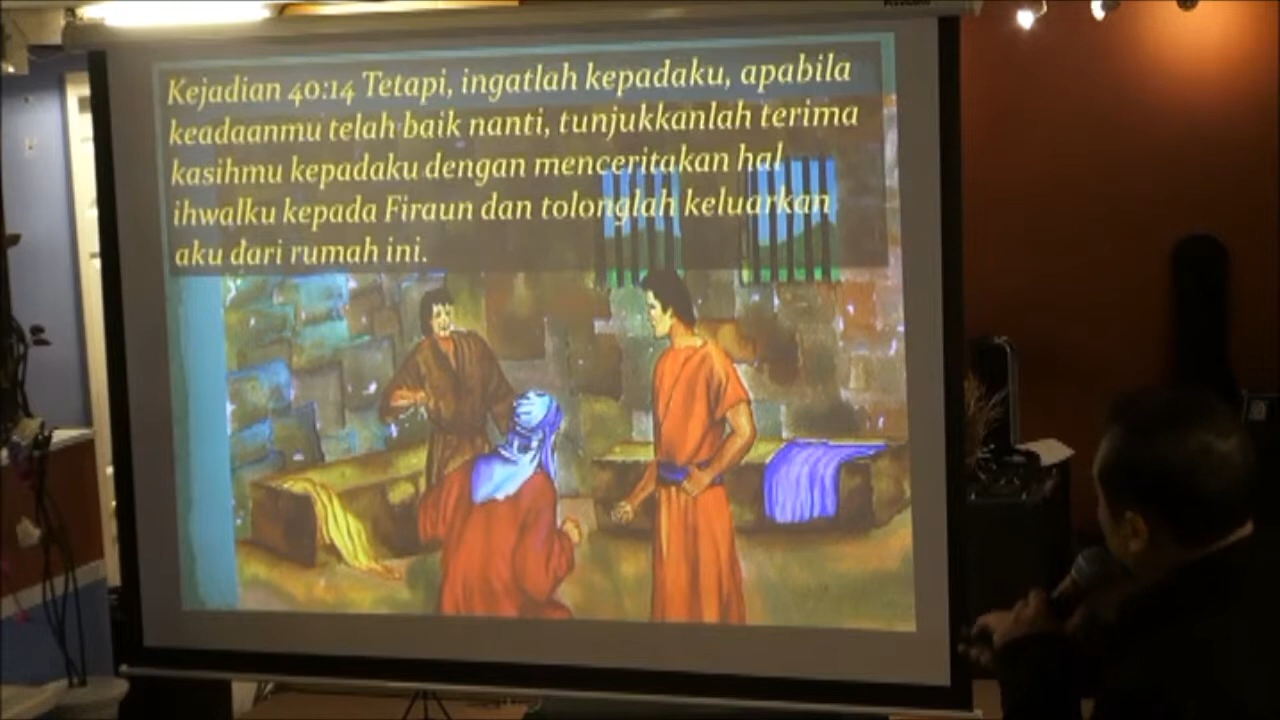 Kejadian 40:14 Tetapi, ingatlah kepadaku, apabila
keadaanmu telah baik nanti, tunjukkanlah terima
kasihmu kepadaku dengan menceritakan hal
ihwalku kepada Firaun dan tolonglah keluarkan
aku dari rumah ini.